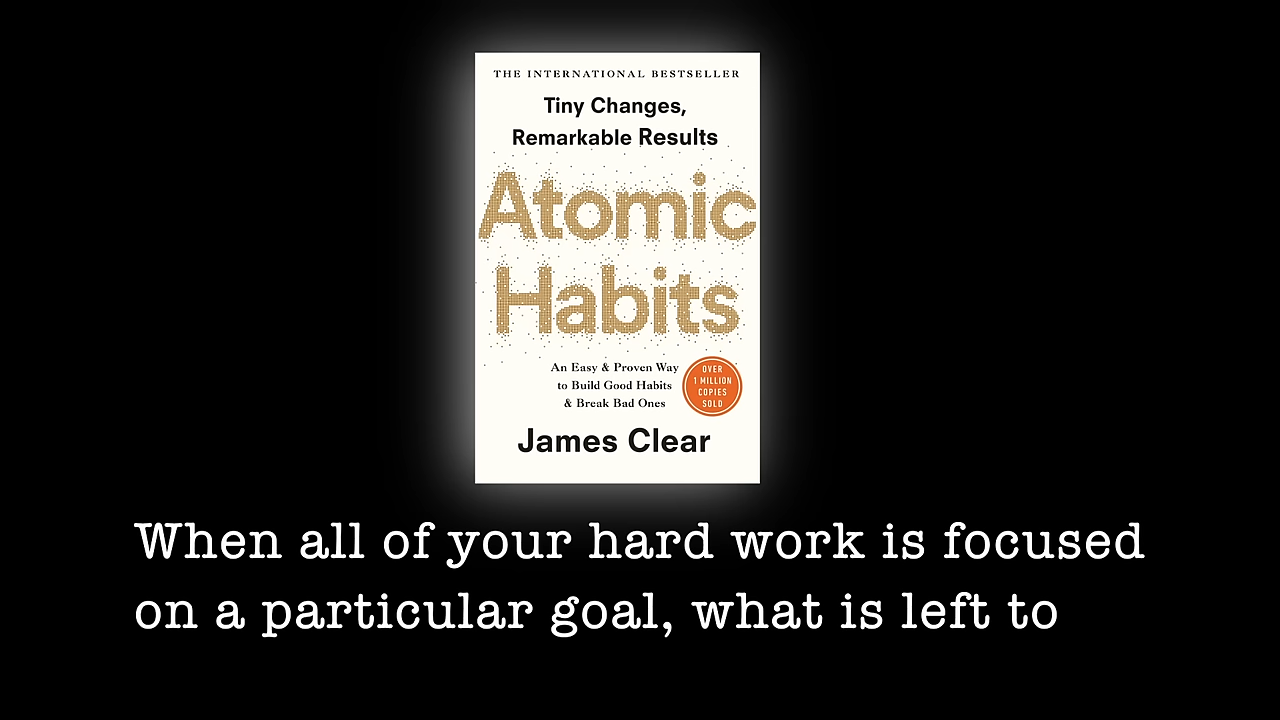 THE INTERNATIONAL BESTSELLER
Tiny Changes,
Remarkable Results
Atomic
Habits
An Easy & Proven Way
to Build Good Habits
& Break Bad Ones
OVER
1 MILLION
COPIES
SOLD
James Clear
When all of your hard work is focused
on a particular goal, what is left to